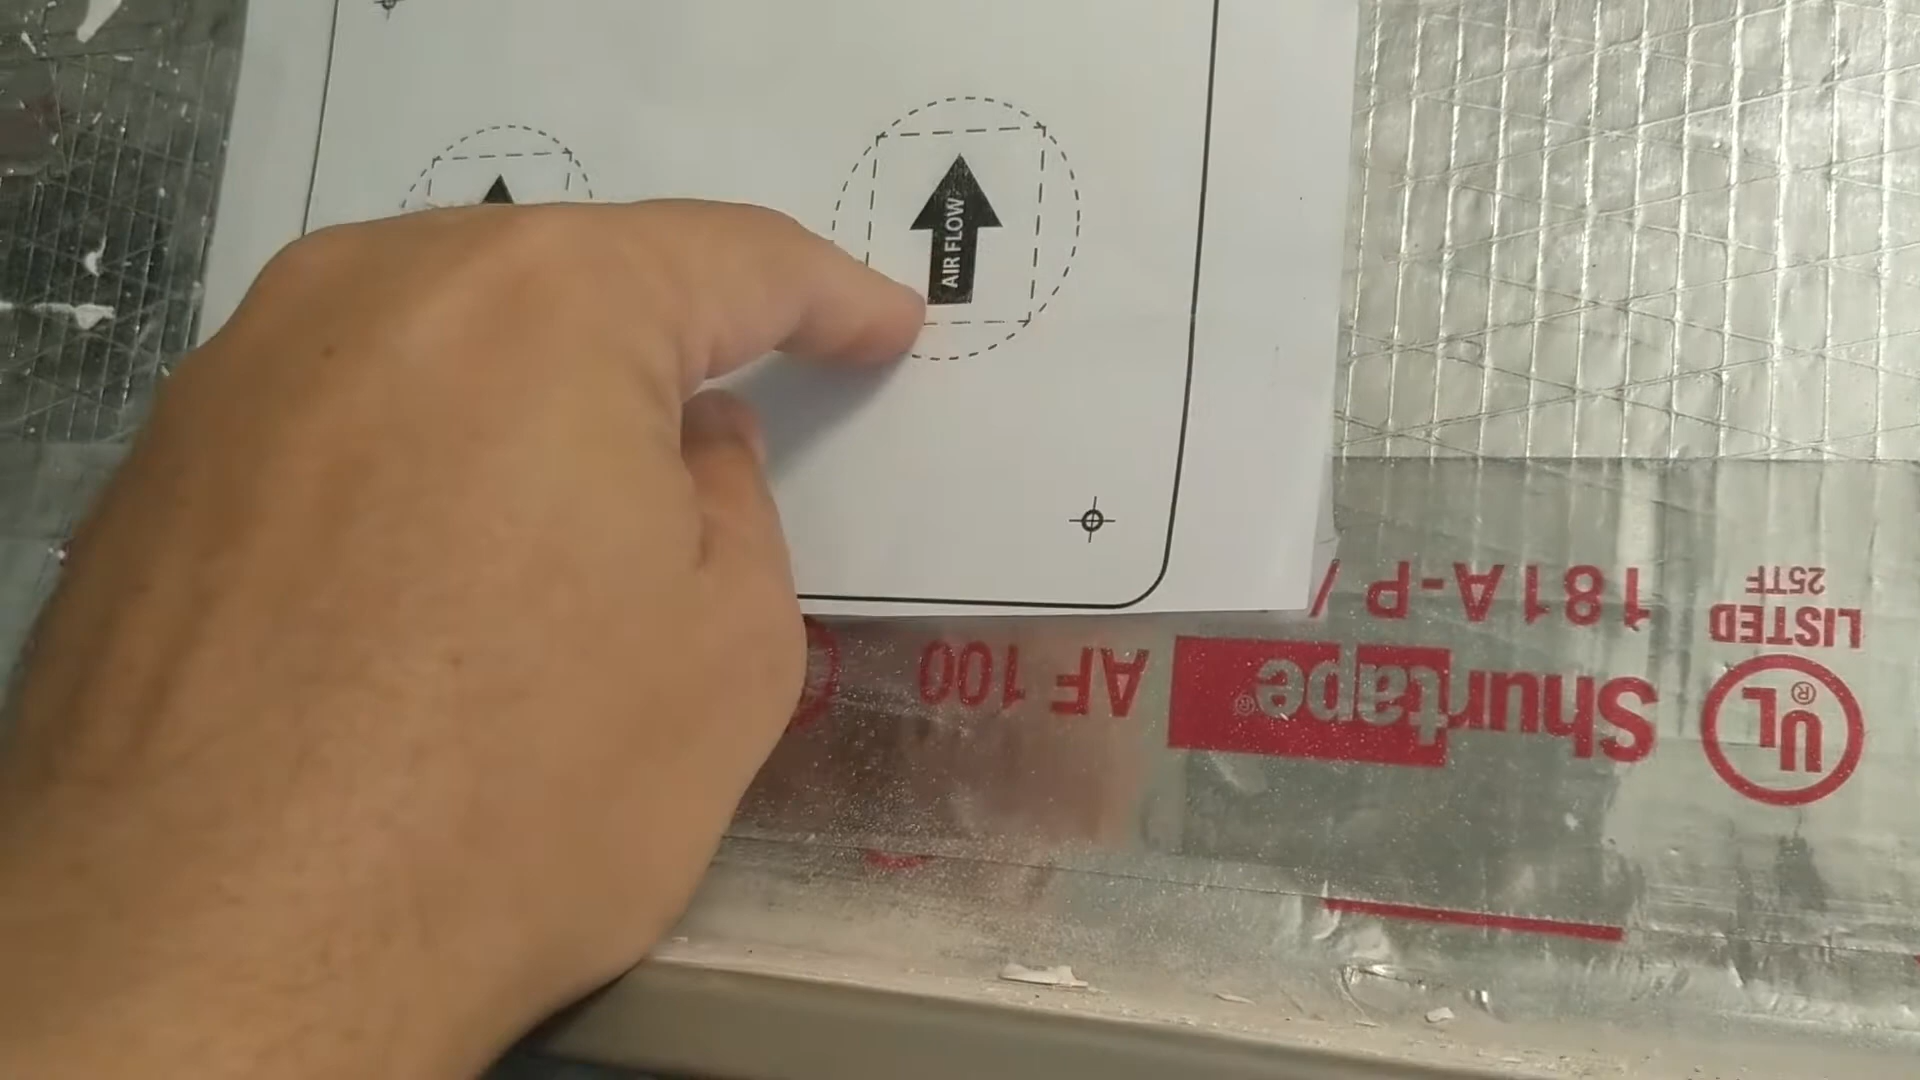 AIR FLOW
25TF
LISTED
UL®
Shurtape®
181A-P /
AF 100